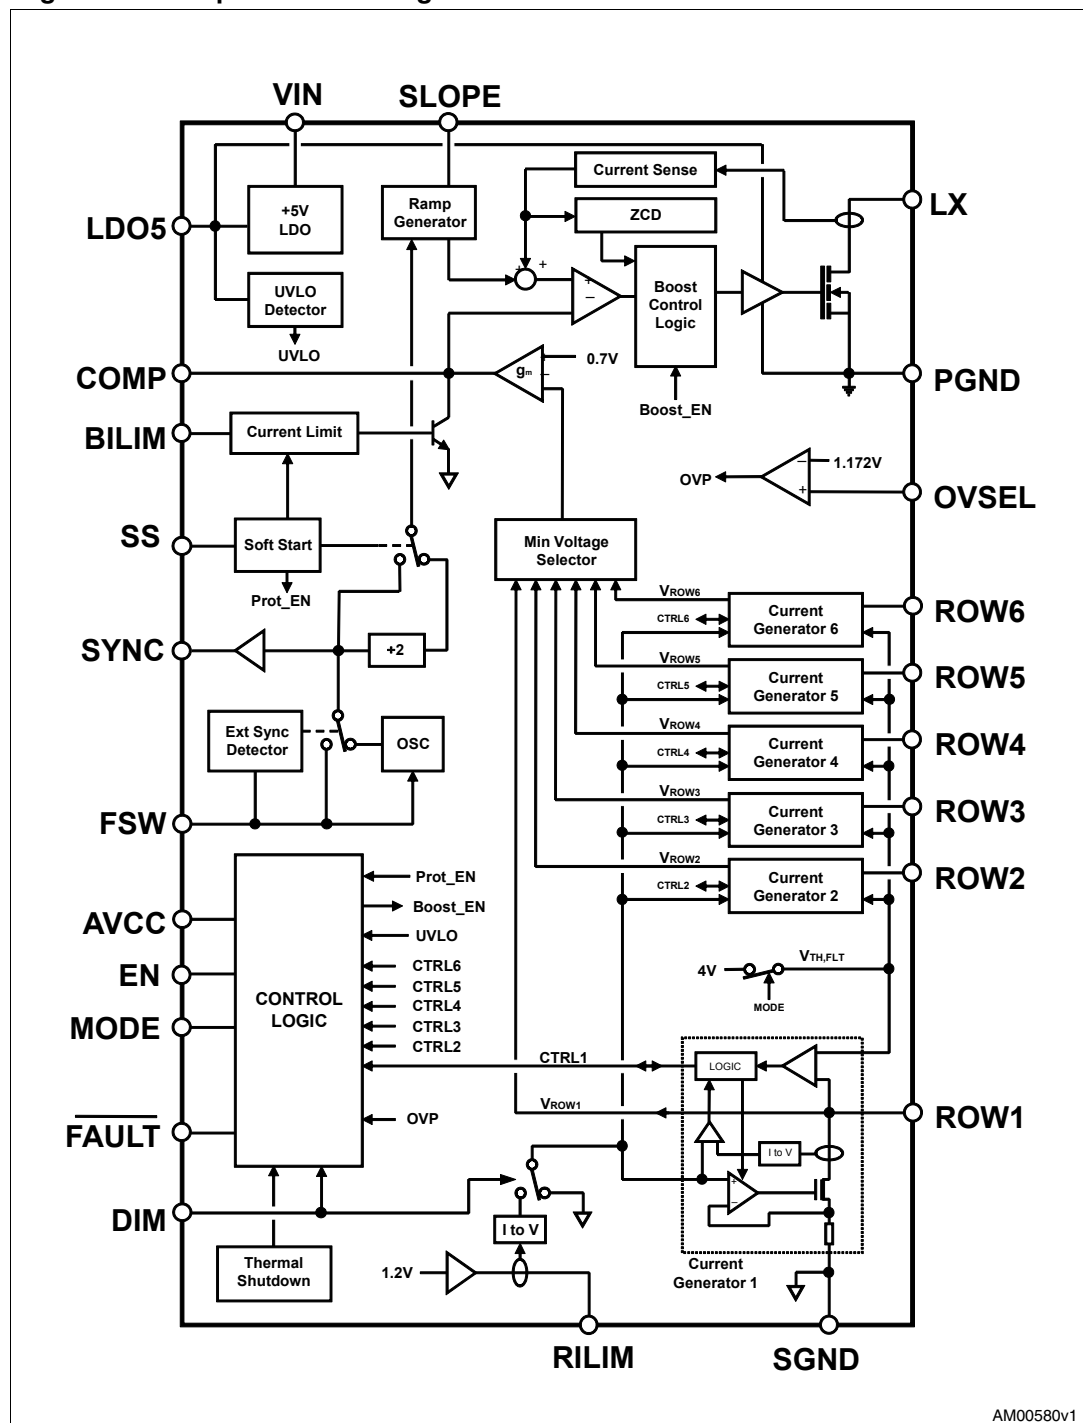 VIN
SLOPE
LDO5
+5V
LDO
Ramp
Generator
Current Sense
ZCD
LX
UVLO
Detector
UVLO
+
+
+
−
Boost
Control
Logic
COMP
gm
−
0.7V
Boost_EN
PGND
BILIM
Current Limit
OVP
−
+
1.172V
OVSEL
SS
Soft Start
Prot_EN
Min Voltage
Selector
SYNC
÷2
VROW6
CTRL6
Current
Generator 6
ROW6
VROW5
CTRL5
Current
Generator 5
ROW5
Ext Sync
Detector
OSC
VROW4
CTRL4
Current
Generator 4
ROW4
FSW
VROW3
CTRL3
Current
Generator 3
ROW3
VROW2
CTRL2
Current
Generator 2
ROW2
AVCC
EN
MODE
FAULT
DIM
CONTROL
LOGIC
Prot_EN
Boost_EN
UVLO
CTRL6
CTRL5
CTRL4
CTRL3
CTRL2
CTRL1
OVP
4V
VTH,FLT
MODE
LOGIC
VROW1
ROW1
I to V
+
−
I to V
Thermal
Shutdown
1.2V
Current
Generator 1
RILIM
SGND
AM00580v1